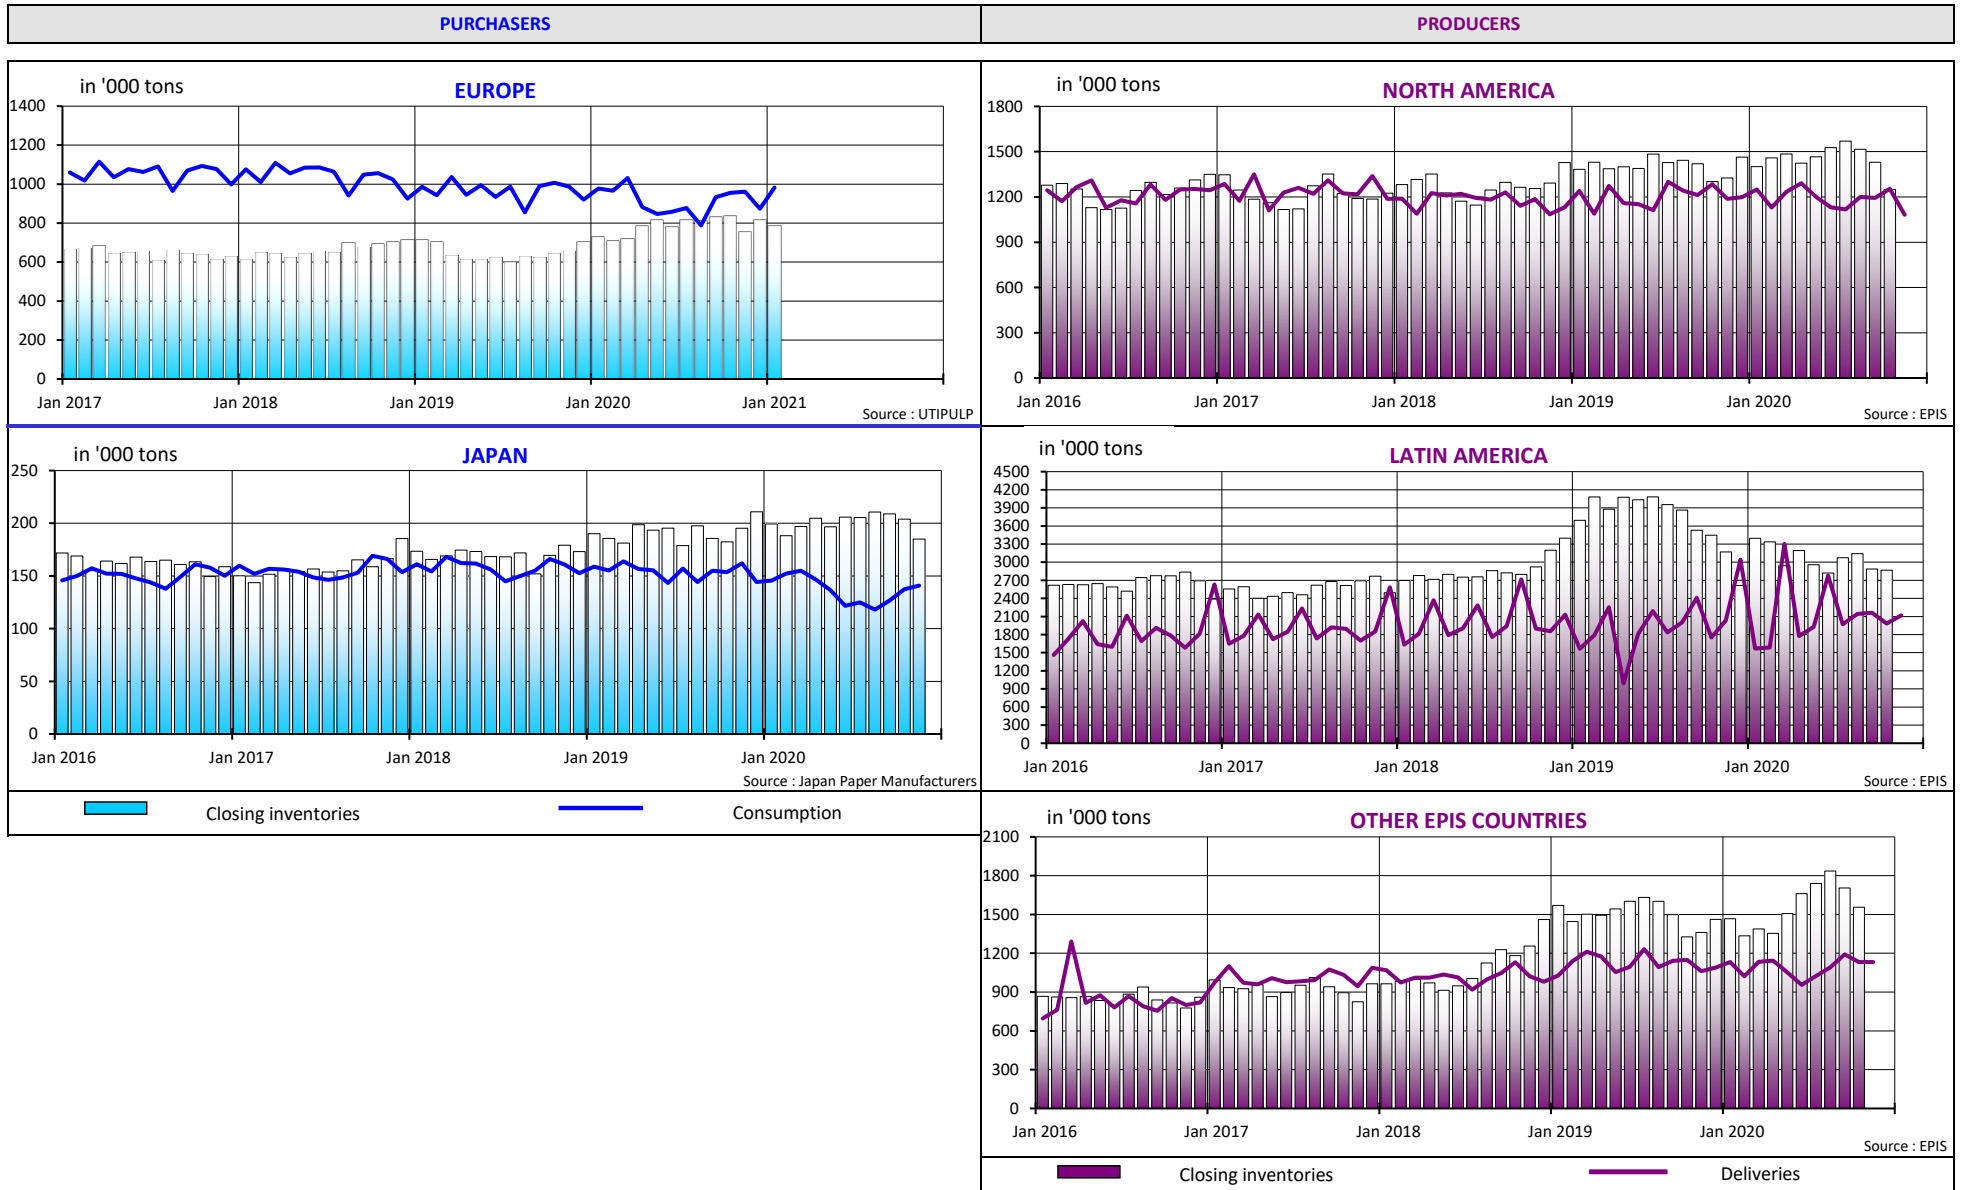 PURCHASERS
PRODUCERS
in '000 tons
EUROPE
1400
1200
1000
800
600
400
200
0
Jan 2017 Jan 2018 Jan 2019 Jan 2020 Jan 2021
Source : UTIPULP
in '000 tons
JAPAN
250
200
150
100
50
0
Jan 2016 Jan 2017 Jan 2018 Jan 2019 Jan 2020
Source : Japan Paper Manufacturers
Closing inventories Consumption
in '000 tons
NORTH AMERICA
1800
1500
1200
900
600
300
0
Jan 2016 Jan 2017 Jan 2018 Jan 2019 Jan 2020
Source : EPIS
in '000 tons
LATIN AMERICA
4500
4200
3900
3600
3300
3000
2700
2400
2100
1800
1500
1200
900
600
300
0
Jan 2016 Jan 2017 Jan 2018 Jan 2019 Jan 2020
Source : EPIS
in '000 tons
OTHER EPIS COUNTRIES
2100
1800
1500
1200
900
600
300
0
Jan 2016 Jan 2017 Jan 2018 Jan 2019 Jan 2020
Source : EPIS
Closing inventories Deliveries